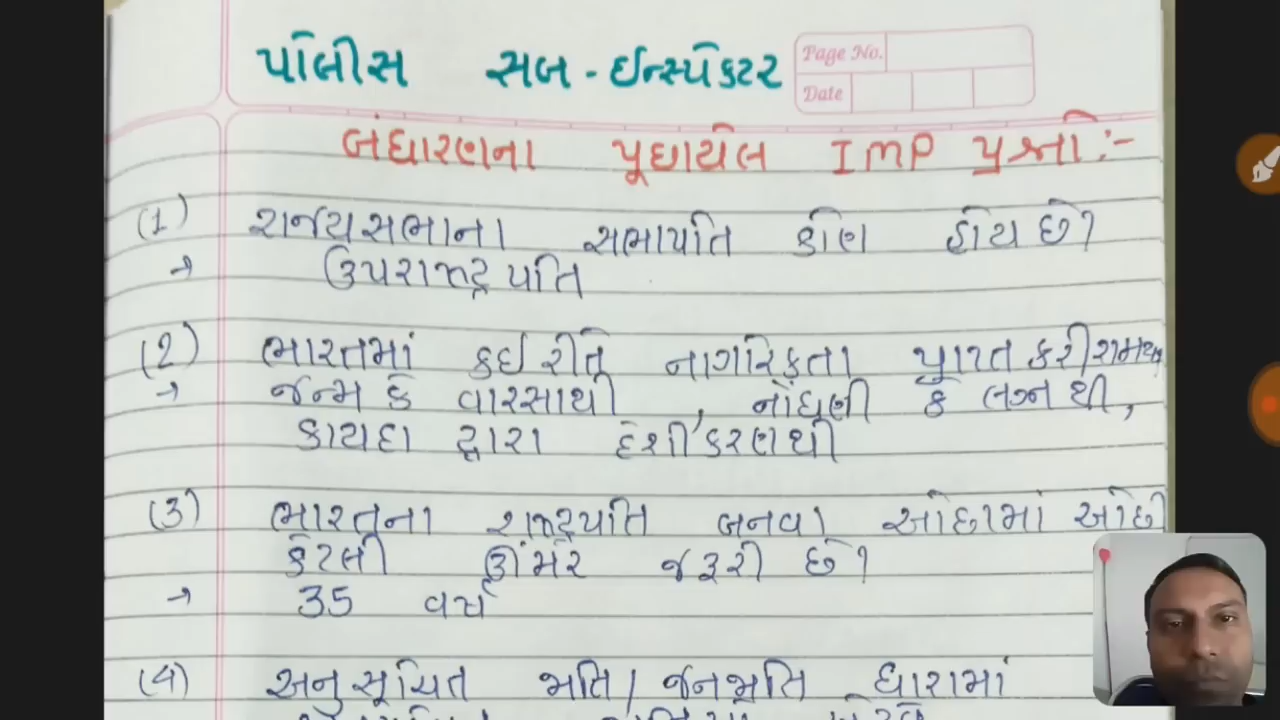 પોલીસ સબ-ઈન્સ્પેકટર
Page No.
Date
બંધારણના પૂછાયેલ IMP પ્રશ્નો :-
(1) રાજ્યસભાના સભાપતિ કોણ હોય છે?
→ ઉપરાષ્ટ્રપતિ
(2) ભારતમાં કઈ રીતે નાગરિકતા પ્રાપ્ત કરી
→ જન્મ કે વારસાથી, નોંધણી કે લગ્નથી,
કાયદા દ્વારા દેશીકરણથી
(3) ભારતના રાષ્ટ્રપતિ બનવા ઓછામાં ઓછી
કેટલી ઊંમર જરૂરી છે?
→ 35 વર્ષ
(4) અનુસૂચિત જાતિ/જનજાતિ ધારામાં